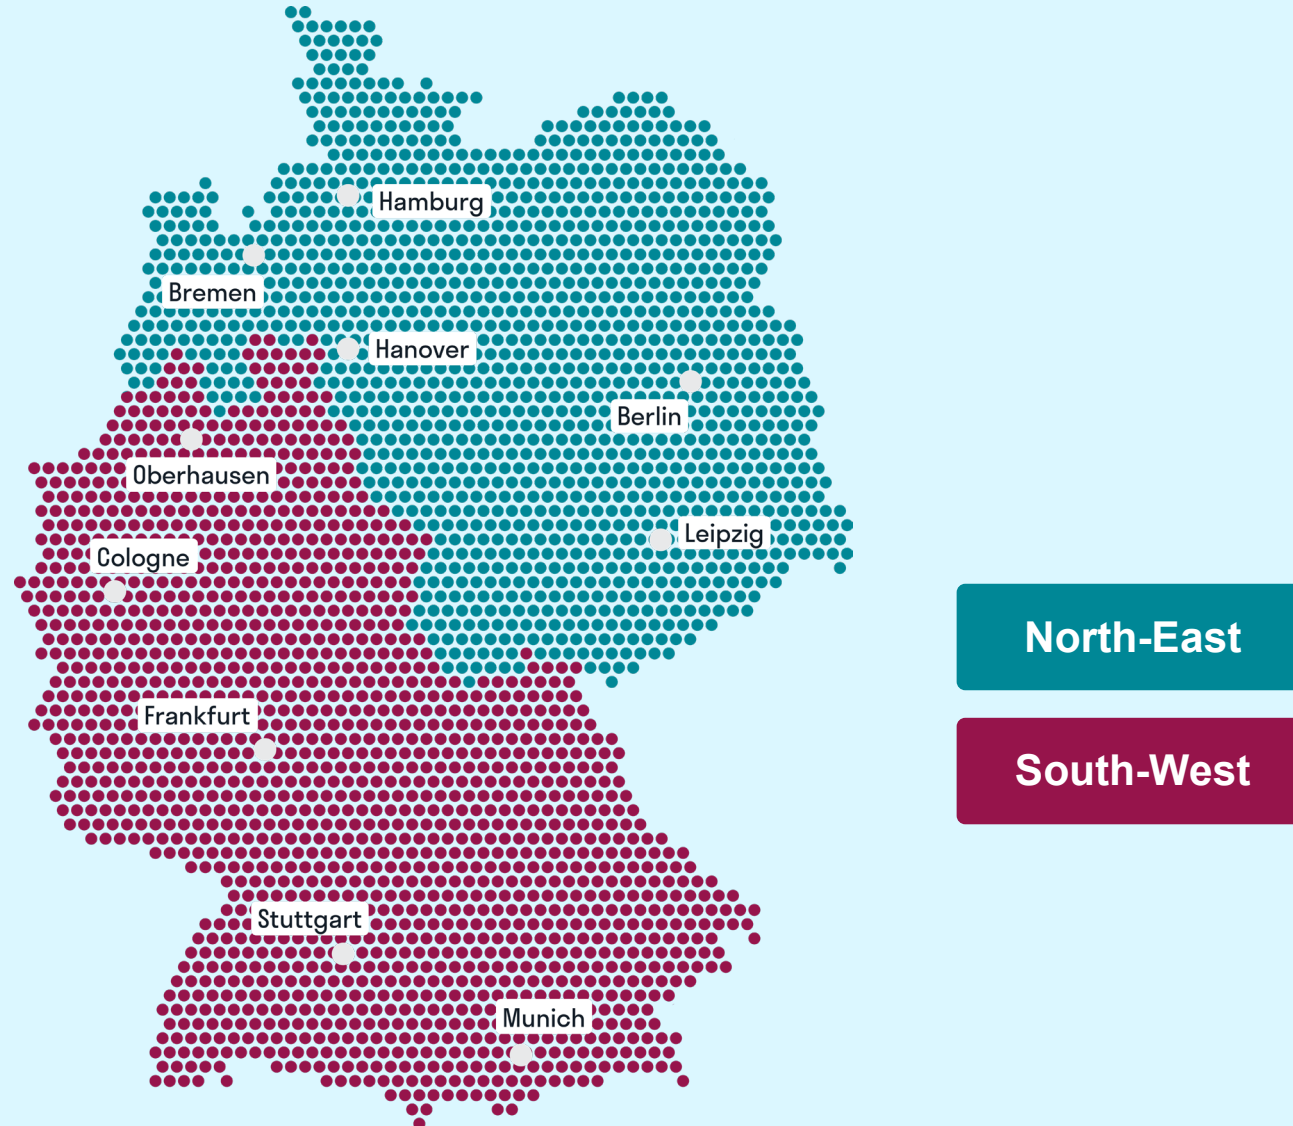 Hamburg
Bremen
Hanover
Berlin
Oberhausen
Leipzig
Cologne
North-East
Frankfurt
South-West
Stuttgart
Munich